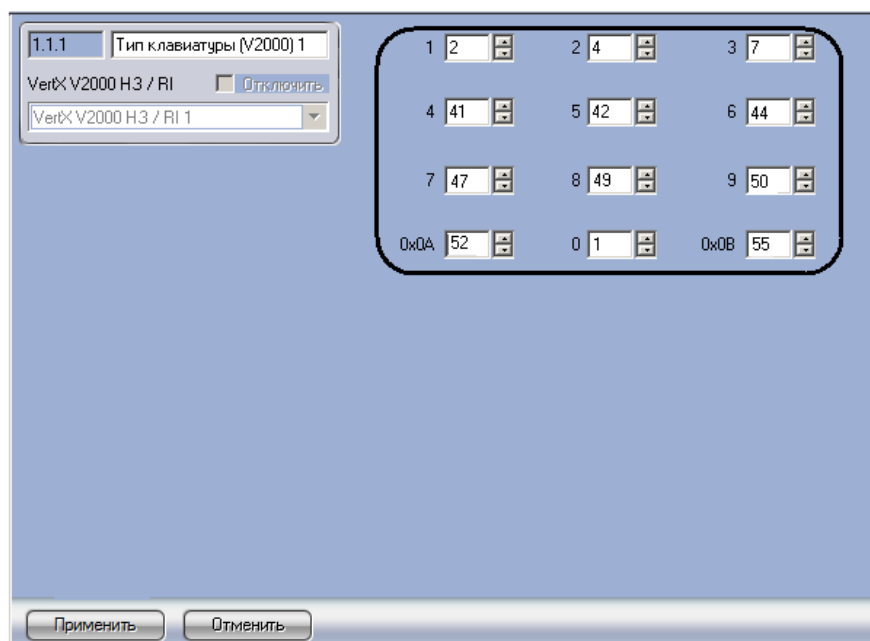 1.1.1 Тип клавиатуры (V2000) 1
VertX V2000 НЗ / RI Отключить
VertX V2000 НЗ / RI 1
1 2 2 4 3 7
4 41 5 42 6 44
7 47 8 49 9 50
0x0A 52 0 1 0x0B 55
Применить Отменить